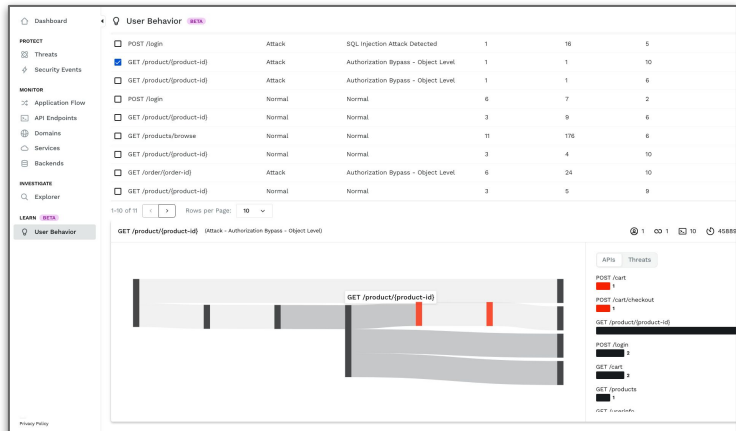 Dashboard
User Behavior BETA
PROTECT
Threats
Security Events
MONITOR
Application Flow
API Endpoints
Domains
Services
Backends
INVESTIGATE
Explorer
LEARN BETA
User Behavior
Privacy Policy
POST /login Attack SQL Injection Attack Detected 1 16 5
GET /product/{product-id} Attack Authorization Bypass - Object Level 1 1 10
GET /product/{product-id} Attack Authorization Bypass - Object Level 1 1 6
POST /login Normal Normal 6 7 2
GET /product/{product-id} Normal Normal 3 9 6
GET /products/browse Normal Normal 11 176 6
GET /product/{product-id} Normal Normal 3 4 10
GET /order/{order-id} Attack Authorization Bypass - Object Level 6 24 10
GET /product/{product-id} Normal Normal 3 5 9
1-10 of 11 Rows per Page: 10
GET /product/{product-id} (Attack - Authorization Bypass - Object Level) 1 1 10 45889
GET /product/{product-id}
APIs Threats
POST /cart
1
POST /cart/checkout
1
GET /product/{product-id}
POST /login
2
GET /cart
2
GET /products
1
GET /userinfo